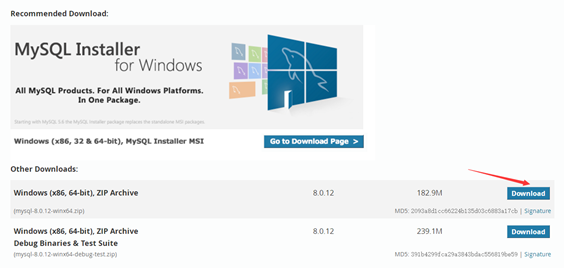 Recommended Download:
MySQL Installer
for Windows
All MySQL Products. For All Windows Platforms.
In One Package.
Starting with MySQL 5.6 the MySQL Installer package replaces the standalone MSI packages.
Windows (x86, 32 & 64-bit), MySQL Installer MSI
Go to Download Page >
Other Downloads:
Windows (x86, 64-bit), ZIP Archive 8.0.12 182.9M Download
(mysql-8.0.12-winx64.zip) MD5: | Signature
Windows (x86, 64-bit), ZIP Archive 8.0.12 239.1M Download
Debug Binaries & Test Suite
(mysql-8.0.12-winx64-debug-test.zip) MD5: | Signature